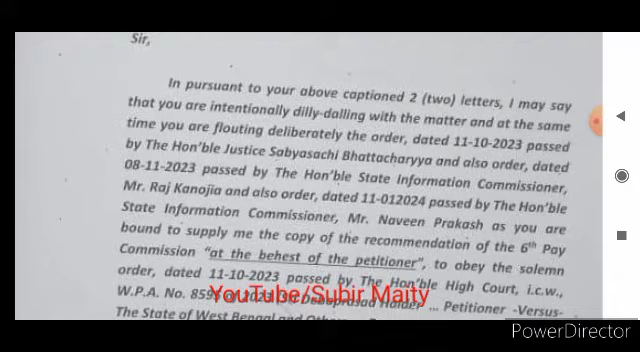 Sir,
In pursuant to your above captioned 2 (two) letters, I may say
that you are intentionally dilly-dalling with the matter and at the same
time you are flouting deliberately the order, dated 11-10-2023 passed
by The Hon'ble Justice Sabyasachi Bhattacharyya and also order, dated
08-11-2023 passed by The Hon'ble State Information Commissioner,
Mr. Raj Kanojia and also order, dated 11-012024 passed by The Hon'ble
State Information Commissioner, Mr. Naveen Prakash as you are
bound to supply me the copy of the recommendation of the 6th Pay
Commission "at the behest of the petitioner", to obey the solemn
order, dated 11-10-2023 passed by The Hon'ble High Court, i.c.w.,
W.P.A. No. 8595 of 2023 ... Petitioner -Versus-
YouTube/Subir Maity
The State of West Bengal and
PowerDirector